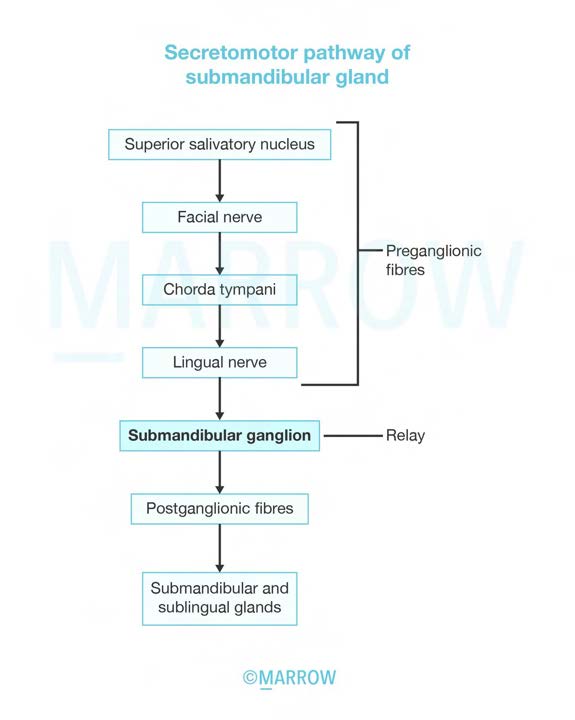 Secretomotor pathway of
submandibular gland
Superior salivatory nucleus
Facial nerve
Chorda tympani
Preganglionic
fibres
Lingual nerve
Submandibular ganglion
Relay
Postganglionic fibres
Submandibular and
sublingual glands
MARROW
©MARROW